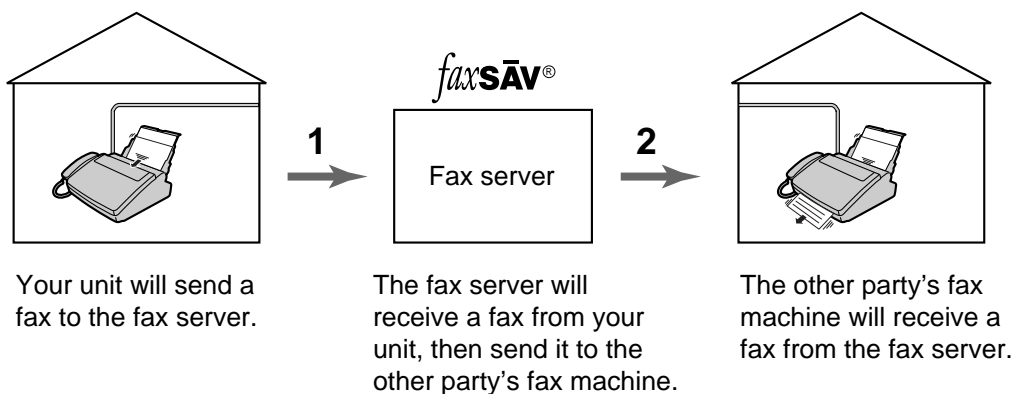 faxSĀV®
1
2
Fax server
Your unit will send a
fax to the fax server.
The fax server will
receive a fax from your
unit, then send it to the
other party’s fax machine.
The other party’s fax
machine will receive a
fax from the fax server.